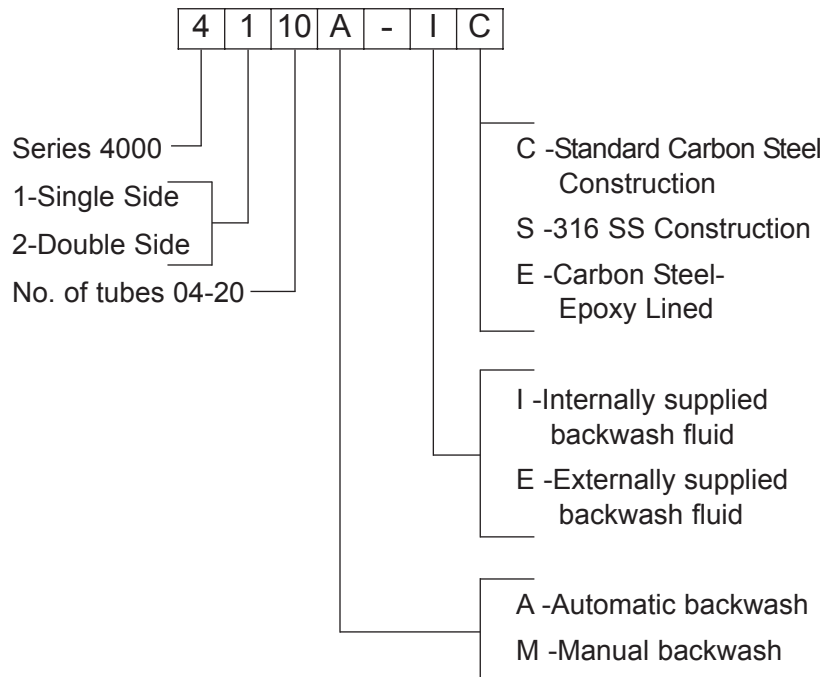 4 1 10 A - I C
Series 4000
1-Single Side
2-Double Side
No. of tubes 04-20
C -Standard Carbon Steel
Construction
S -316 SS Construction
E -Carbon Steel-
Epoxy Lined
I -Internally supplied
backwash fluid
E -Externally supplied
backwash fluid
A -Automatic backwash
M -Manual backwash